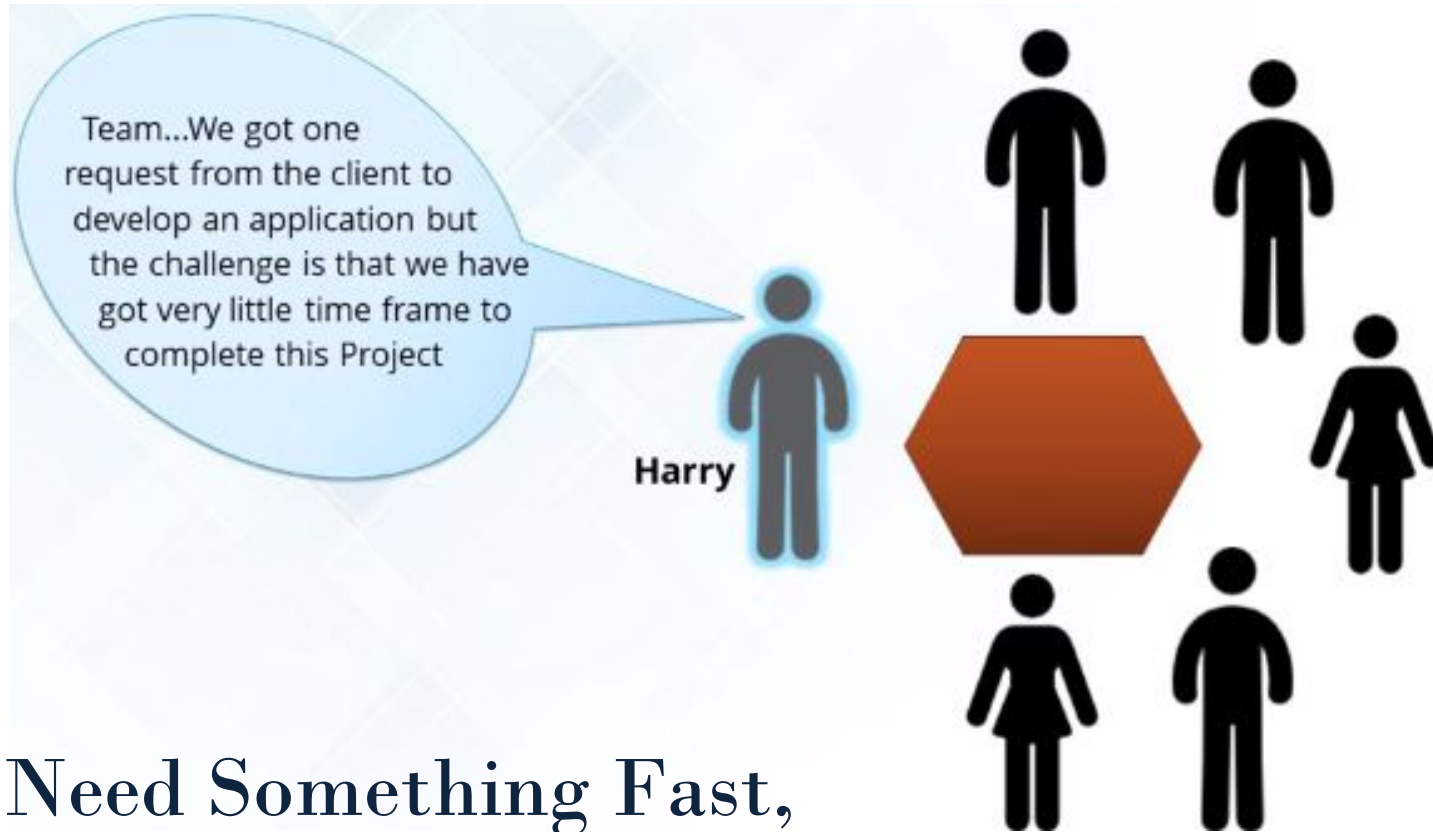 Team...We got one
request from the client to
develop an application but
the challenge is that we have
got very little time frame to
complete this Project
Harry
Need Something Fast,